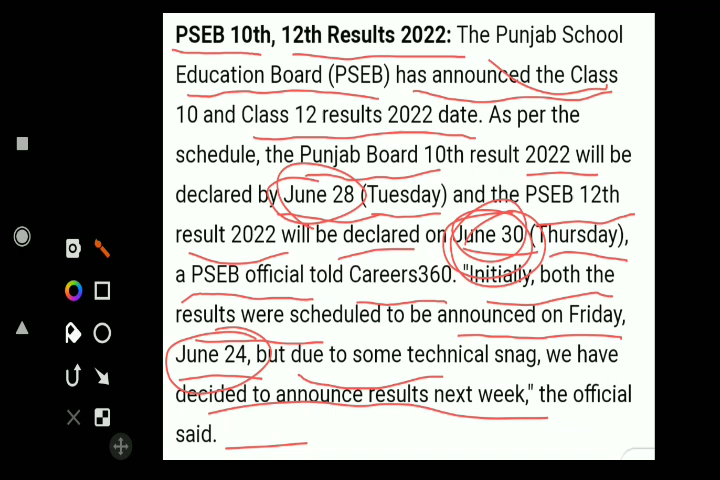 PSEB 10th, 12th Results 2022: The Punjab School
Education Board (PSEB) has announced the Class
10 and Class 12 results 2022 date. As per the
schedule, the Punjab Board 10th result 2022 will be
declared by June 28 (Tuesday) and the PSEB 12th
result 2022 will be declared on June 30 (Thursday),
a PSEB official told Careers360. "Initially, both the
results were scheduled to be announced on Friday,
June 24, but due to some technical snag, we have
decided to announce results next week," the official
said.